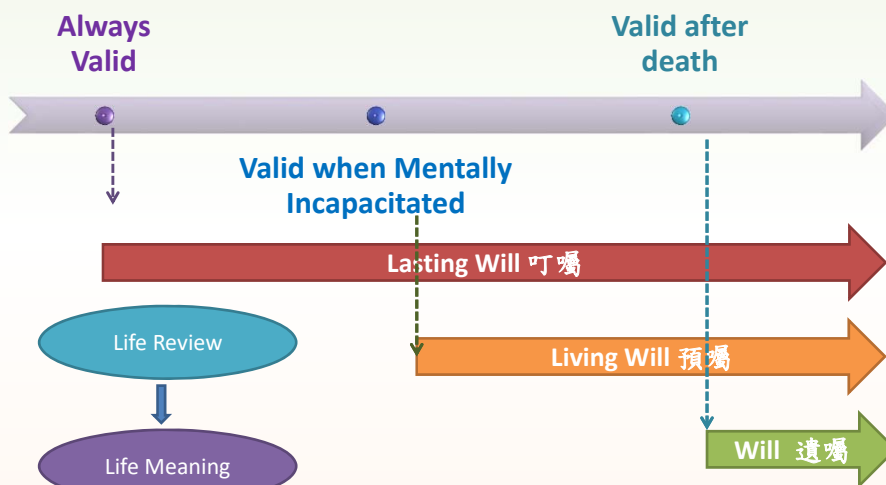 Always
Valid
Valid after
death
Valid when Mentally
Incapacitated
Lasting Will 叮囑
Life Review
Living Will 預囑
Life Meaning
Will 遺囑